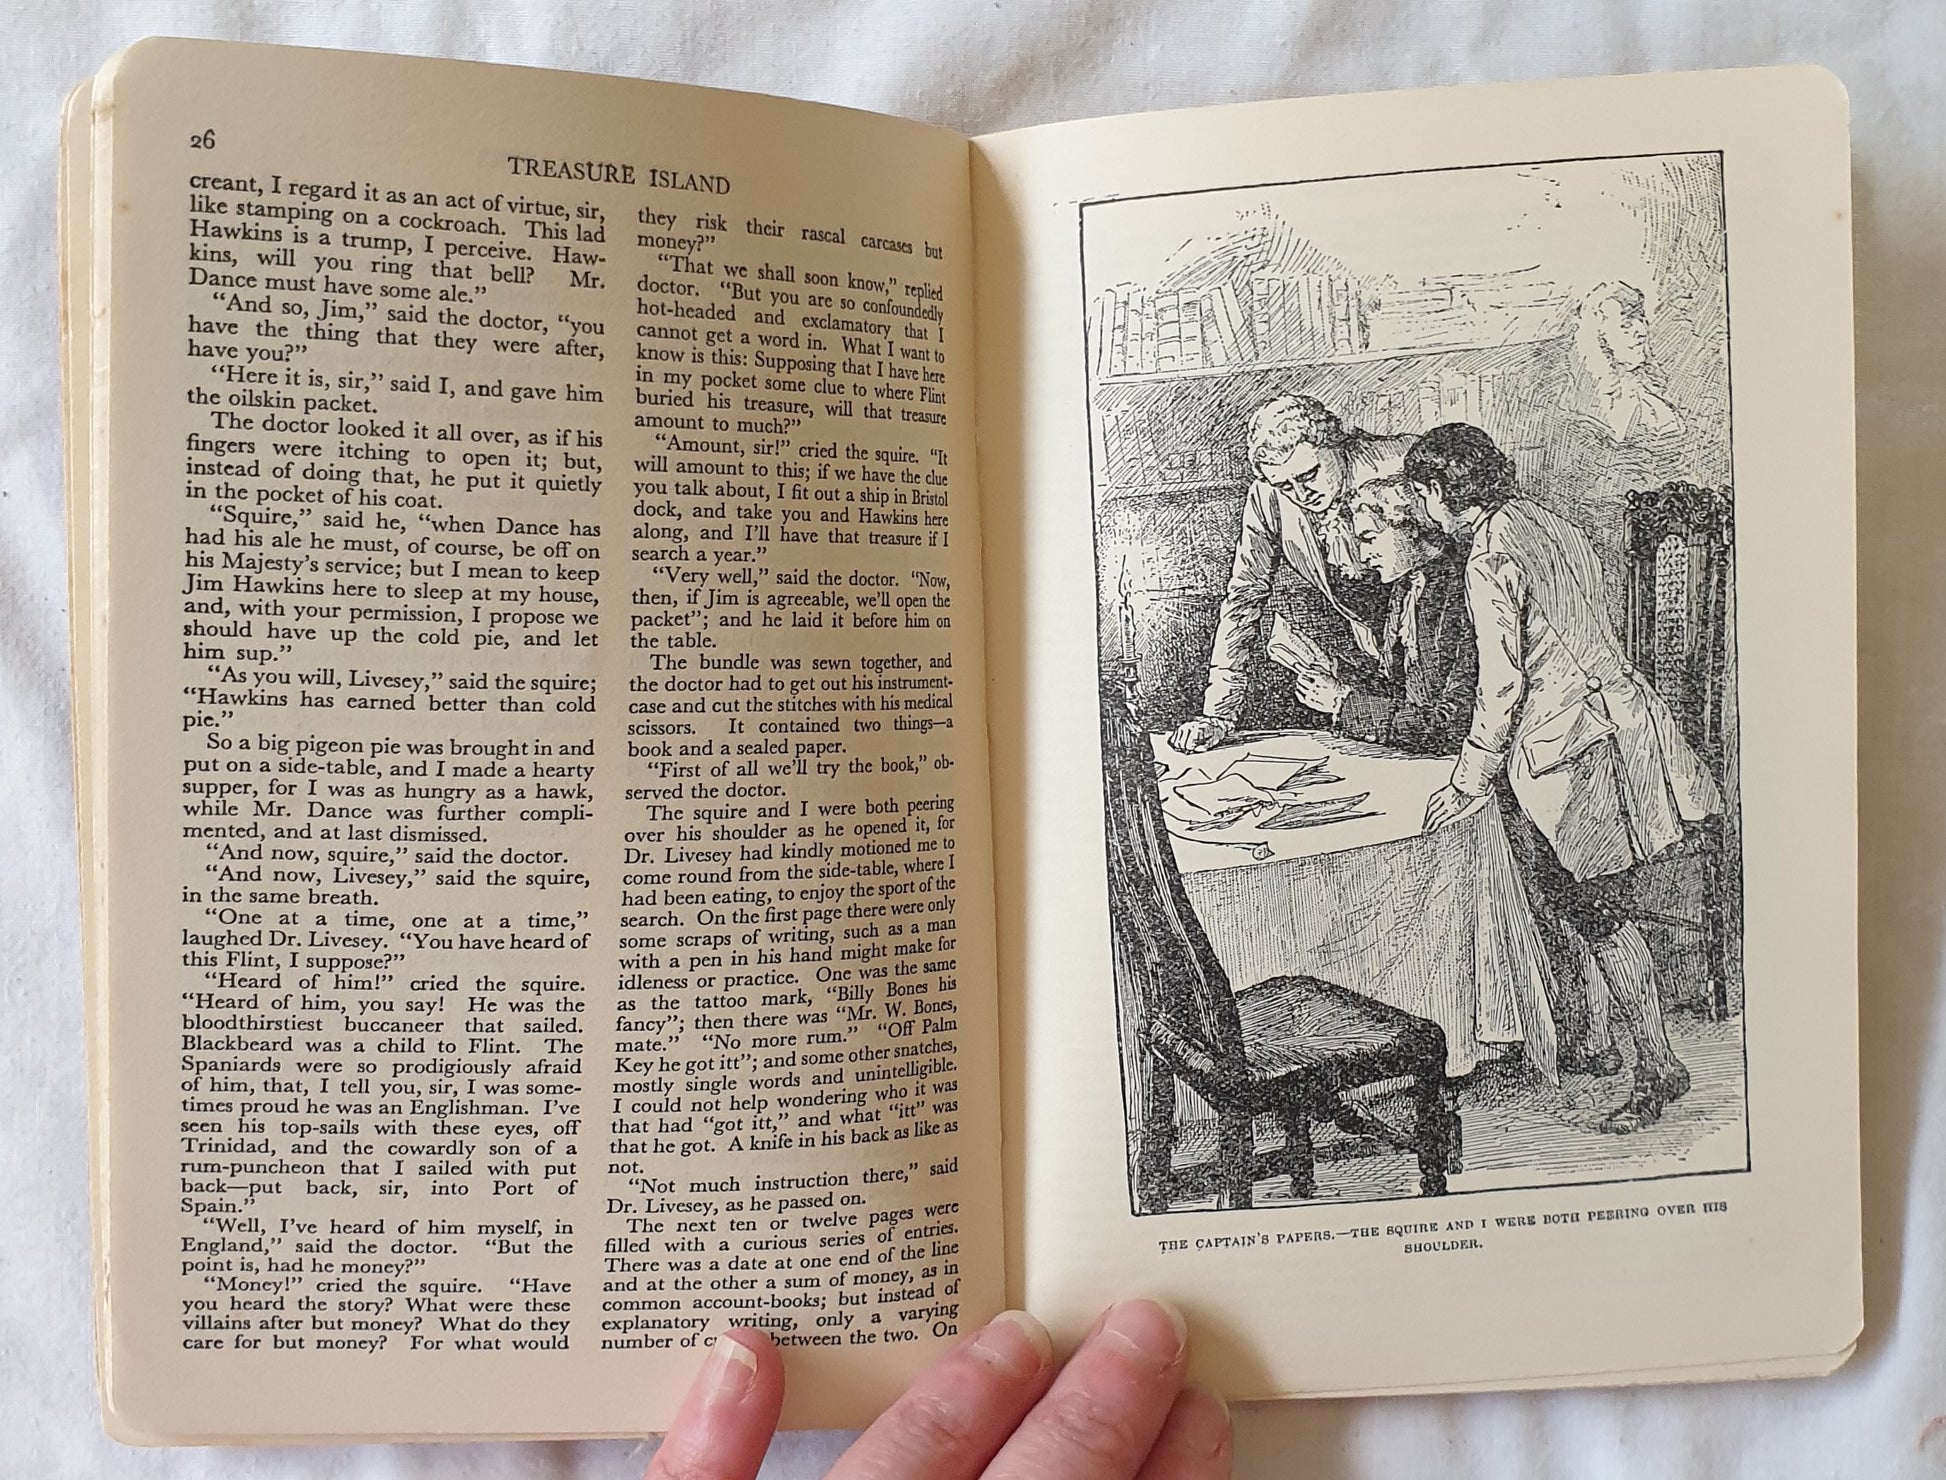 26
TREASURE ISLAND
creant, I regard it as an act of virtue, sir,
like stamping on a cockroach. This lad
Hawkins is a trump, I perceive. Haw-
kins, will you ring that bell? Mr.
Dance must have some ale.”
“And so, Jim,” said the doctor, “you
have the thing that they were after,
have you?”
“Here it is, sir,” said I, and gave him
the oilskin packet.
The doctor looked it all over, as if his
fingers were itching to open it; but,
instead of doing that, he put it quietly
in the pocket of his coat.
“Squire,” said he, “when Dance has
had his ale he must, of course, be off on
his Majesty’s service; but I mean to keep
Jim Hawkins here to sleep at my house,
and, with your permission, I propose we
should have up the cold pie, and let
him sup.”
“As you will, Livesey,” said the squire;
“Hawkins has earned better than cold
pie.”
So a big pigeon pie was brought in and
put on a side-table, and I made a hearty
supper, for I was as hungry as a hawk,
while Mr. Dance was further compli-
mented, and at last dismissed.
“And now, squire,” said the doctor.
“And now, Livesey,” said the squire,
in the same breath.
“One at a time, one at a time,”
laughed Dr. Livesey. “You have heard of
this Flint, I suppose?”
“Heard of him!” cried the squire.
“Heard of him, you say! He was the
bloodthirstiest buccaneer that sailed.
Blackbeard was a child to Flint. The
Spaniards were so prodigiously afraid
of him, that, I tell you, sir, I was some-
times proud he was an Englishman. I’ve
seen his top-sails with these eyes, off
Trinidad, and the cowardly son of a
rum-puncheon that I sailed with put
back—put back, sir, into Port of
Spain.”
“Well, I’ve heard of him myself, in
England,” said the doctor. “But the
point is, had he money?”
“Money!” cried the squire. “Have
you heard the story? What were these
villains after but money? What do they
care for but money? For what would
they risk their rascal carcases but
money?”
“That we shall soon know,” replied
doctor. “But you are so confoundedly
hot-headed and exclamatory that I
cannot get a word in. What I want to
know is this: Supposing that I have here
in my pocket some clue to where Flint
buried his treasure, will that treasure
amount to much?”
“Amount, sir!” cried the squire. “It
will amount to this; if we have the clue
you talk about, I fit out a ship in Bristol
dock, and take you and Hawkins here
along, and I’ll have that treasure if I
search a year.”
“Very well,” said the doctor. “Now,
then, if Jim is agreeable, we’ll open the
packet”; and he laid it before him on
the table.
The bundle was sewn together, and
the doctor had to get out his instrument-
case and cut the stitches with his medical
scissors. It contained two things—a
book and a sealed paper.
“First of all we’ll try the book,” ob-
served the doctor.
The squire and I were both peering
over his shoulder as he opened it, for
Dr. Livesey had kindly motioned me to
come round from the side-table, where I
had been eating, to enjoy the sport of the
search. On the first page there were only
some scraps of writing, such as a man
with a pen in his hand might make for
idleness or practice. One was the same
as the tattoo mark, “Billy Bones his
fancy”; then there was “Mr. W. Bones,
mate.” “No more rum.” “Off Palm
Key he got itt”; and some other snatches,
mostly single words and unintelligible.
I could not help wondering who it was
that had “got itt,” and what “itt” was
that he got. A knife in his back as like as
not.
“Not much instruction there,” said
Dr. Livesey, as he passed on.
The next ten or twelve pages were
filled with a curious series of entries.
There was a date at one end of the line
and at the other a sum of money, as in
common account-books; but instead of
explanatory writing, only a varying
number of between the two. On
THE CAPTAIN’S PAPERS.—THE SQUIRE AND I WERE BOTH PEERING OVER HIS
SHOULDER.